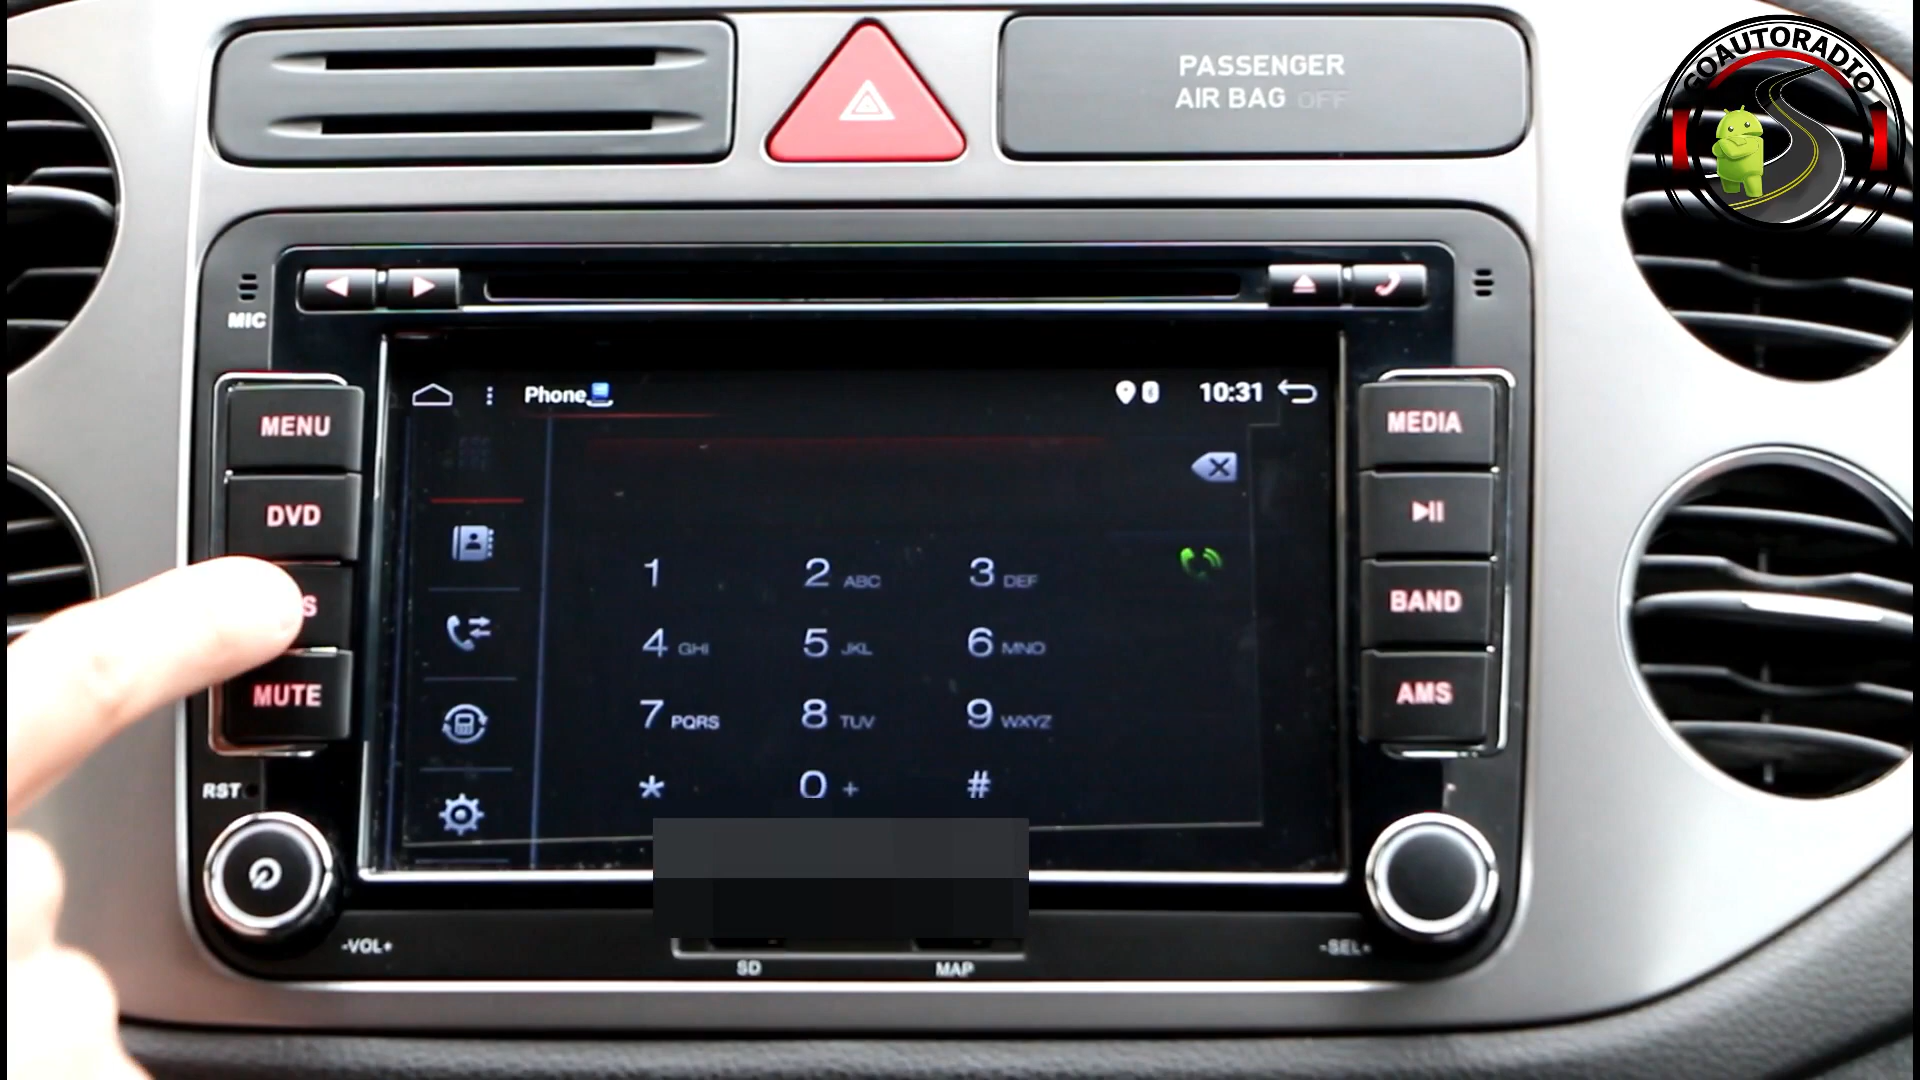 GOAUTORADIO
PASSENGER
AIR BAG OFF
MIC
Phone
10:31
MENU
DVD
MUTE
RST
-VOL+
1
2 ABC
3 DEF
4 GHI
5 JKL
6 MNO
7 PQRS
8 TUV
9 WXYZ
*
0 +
#
MEDIA
BAND
AMS
-SEL+
SD
MAP